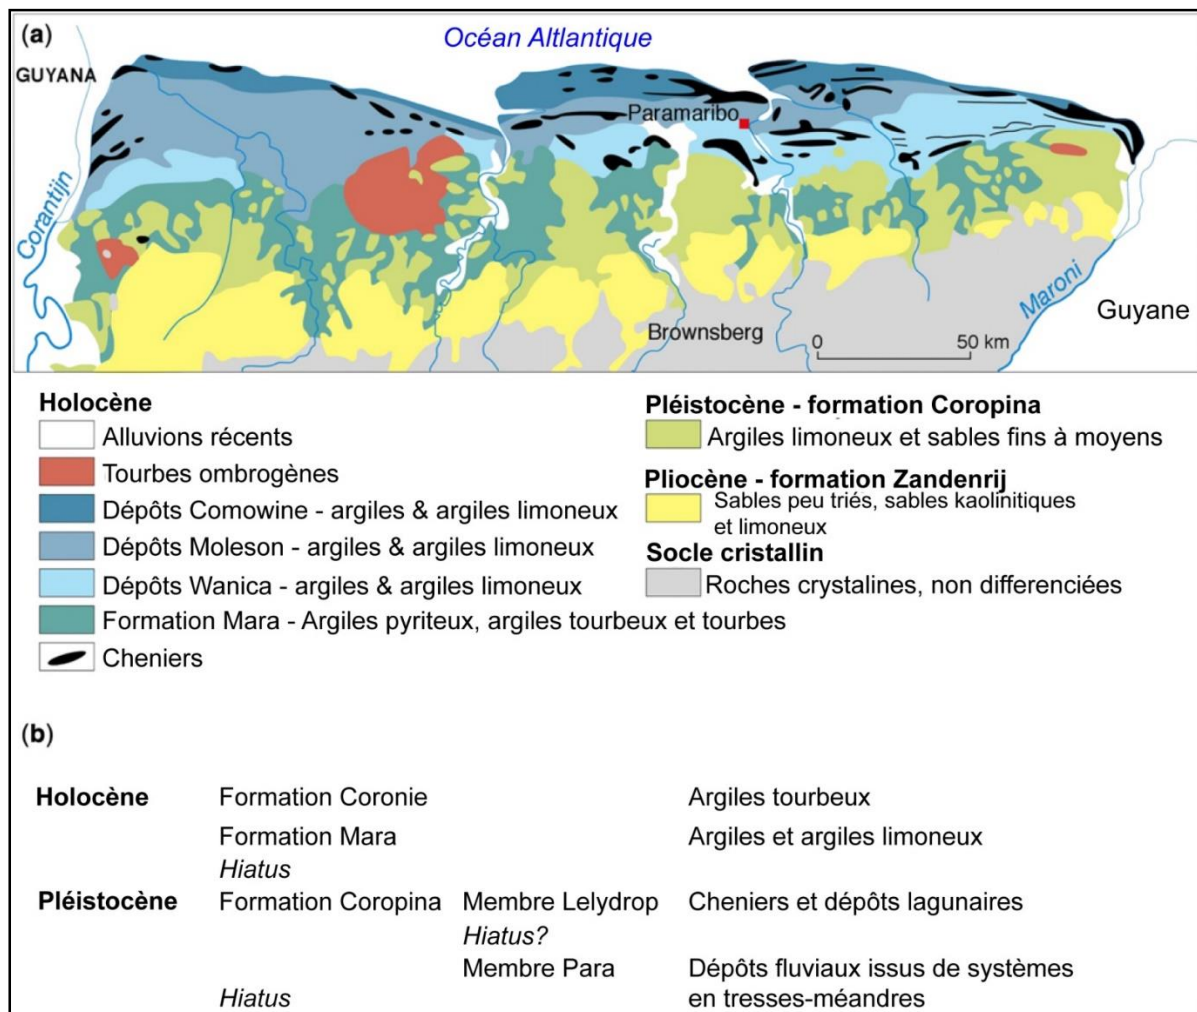 (a)
Océan Altlantique
GUYANA
Paramaribo
Corantijn
Maroni
Guyane
Brownsberg
0 50 km
Holocène
Alluvions récents
Tourbes ombrogènes
Dépôts Comowine - argiles & argiles limoneux
Dépôts Moleson - argiles & argiles limoneux
Dépôts Wanica - argiles & argiles limoneux
Formation Mara - Argiles pyriteux, argiles tourbeux et tourbes
Cheniers
Pléistocène - formation Coropina
Argiles limoneux et sables fins à moyens
Pliocène - formation Zandenrij
Sables peu triés, sables kaolinitiques
et limoneux
Socle cristallin
Roches crystalines, non differenciées
(b)
Holocène Formation Coronie Argiles tourbeux
Formation Mara Argiles et argiles limoneux
Hiatus
Pléistocène Formation Coropina Membre Lelydrop Cheniers et dépôts lagunaires
Hiatus?
Membre Para Dépôts fluviaux issus de systèmes
Hiatus en tresses-méandres